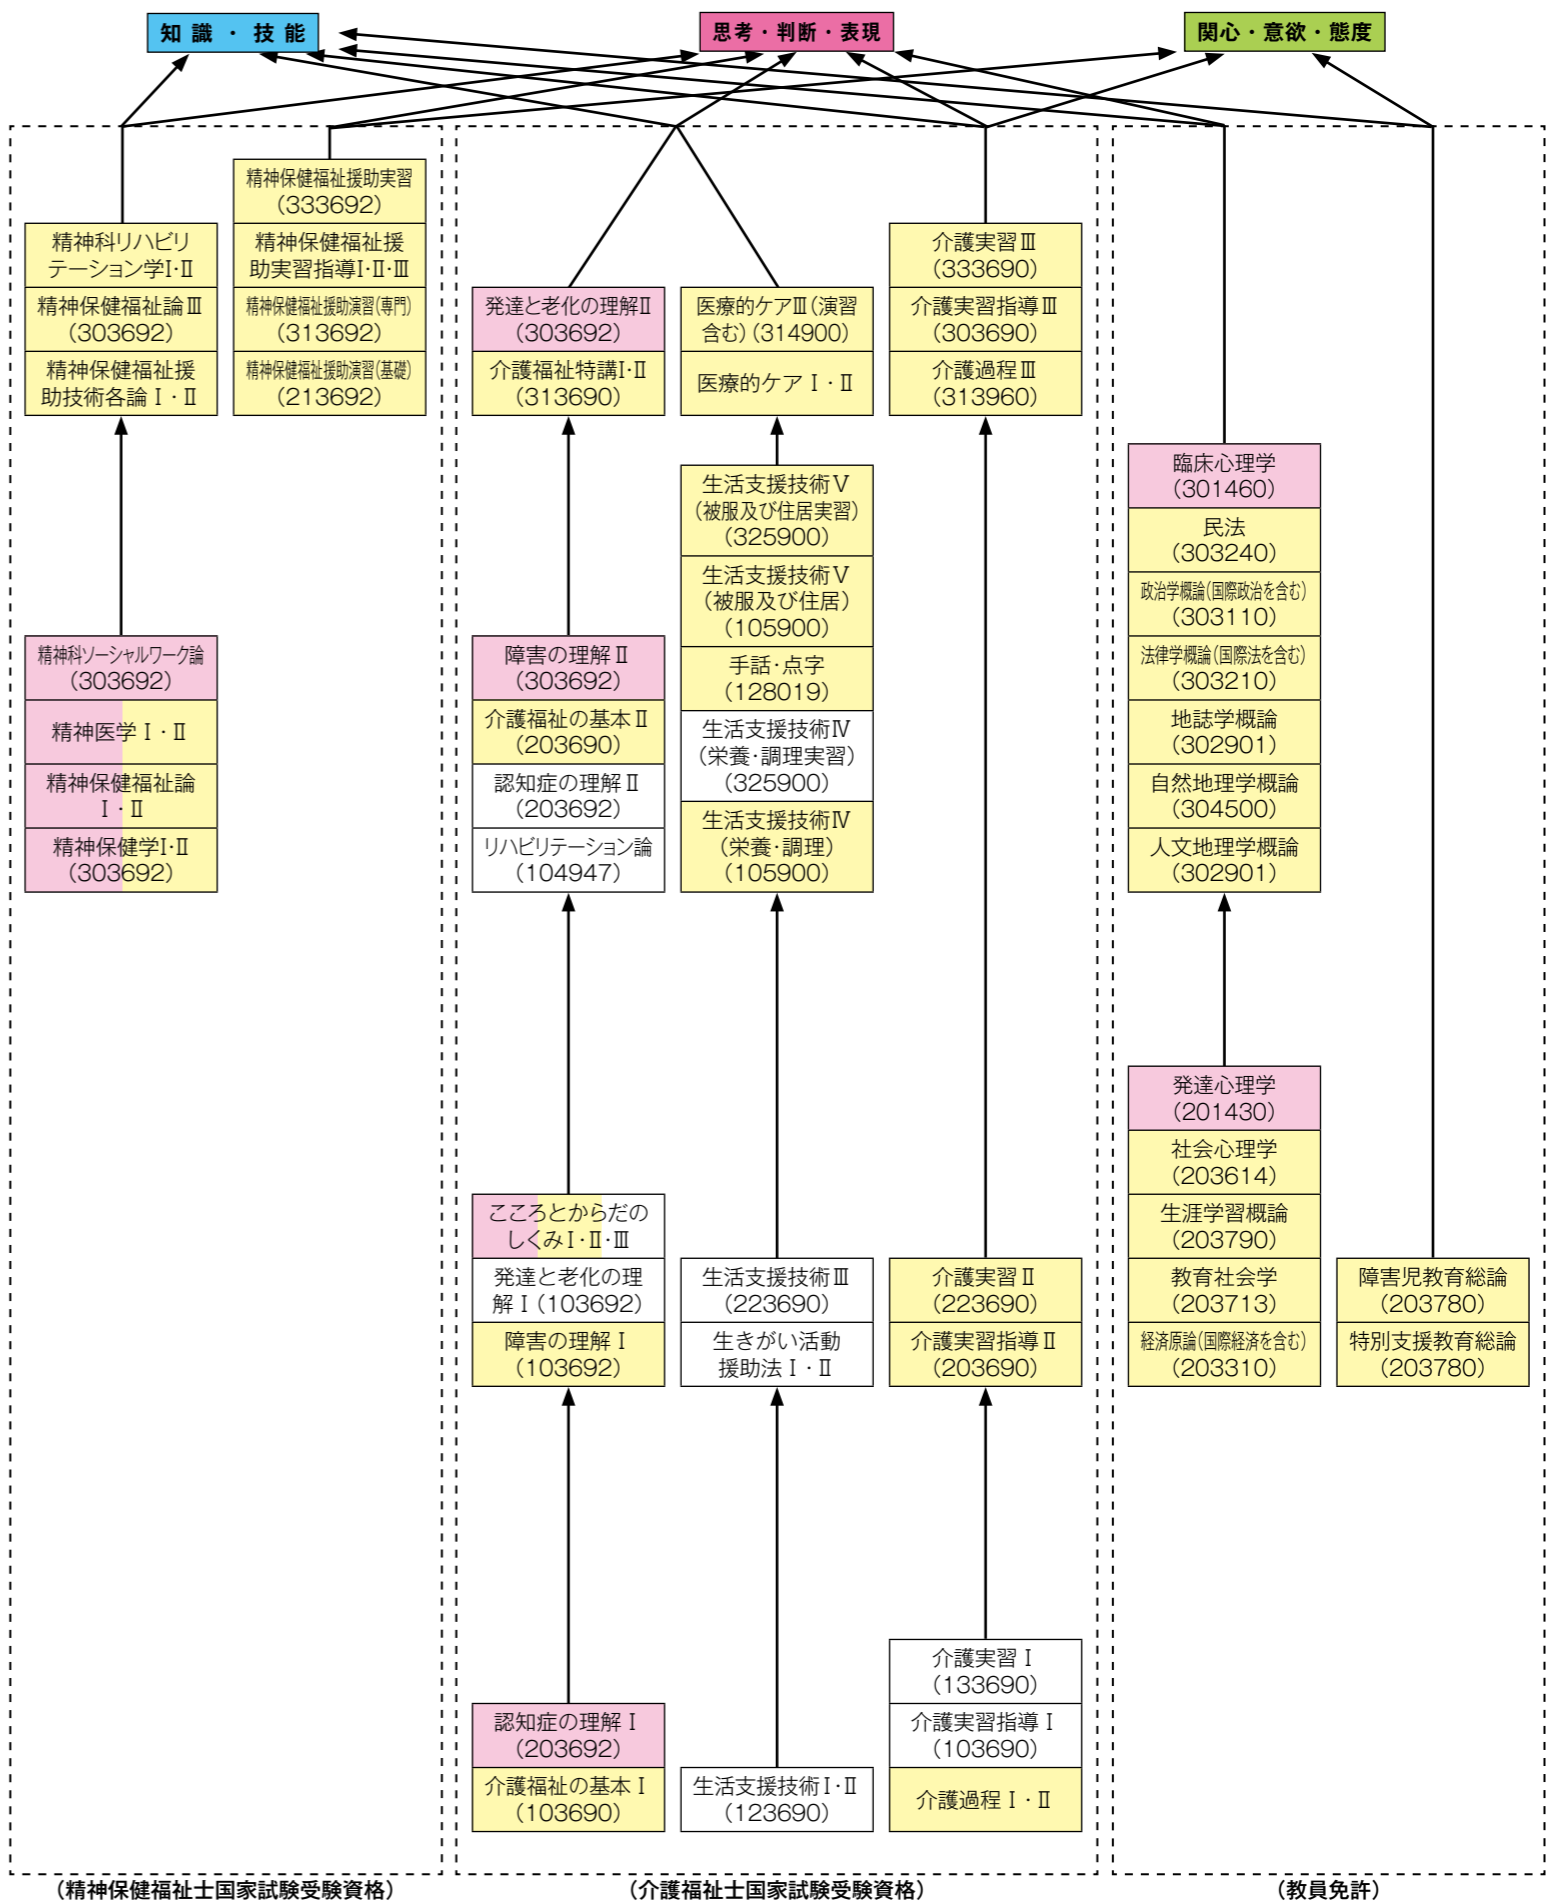 知識・技能
思考・判断・表現
関心・意欲・態度
精神保健福祉援助実習
(333692)
精神保健福祉援
助実習指導Ⅰ・Ⅱ・Ⅲ
精神保健福祉援助演習(専門)
(313692)
精神保健福祉援助演習(基礎)
(213692)
精神科リハビリ
テーション学Ⅰ・Ⅱ
精神保健福祉論Ⅲ
(303692)
精神保健福祉援
助技術各論Ⅰ・Ⅱ
精神科ソーシャルワーク論
(303692)
精神医学Ⅰ・Ⅱ
精神保健福祉論
Ⅰ・Ⅱ
精神保健学Ⅰ・Ⅱ
(303692)
発達と老化の理解Ⅱ
(303692)
介護福祉特講Ⅰ・Ⅱ
(313690)
障害の理解Ⅱ
(303692)
介護福祉の基本Ⅱ
(203690)
認知症の理解Ⅱ
(203692)
リハビリテーション論
(104947)
こころとからだの
しくみⅠ・Ⅱ・Ⅲ
発達と老化の理
解Ⅰ(103692)
障害の理解Ⅰ
(103692)
認知症の理解Ⅰ
(203692)
介護福祉の基本Ⅰ
(103690)
医療的ケアⅢ(演習
含む)(314900)
医療的ケアⅠ・Ⅱ
生活支援技術Ⅴ
(被服及び住居実習)
(325900)
生活支援技術Ⅴ
(被服及び住居)
(105900)
手話・点字
(128019)
生活支援技術Ⅳ
(栄養・調理実習)
(325900)
生活支援技術Ⅳ
(栄養・調理)
(105900)
生活支援技術Ⅲ
(223690)
生きがい活動
援助法Ⅰ・Ⅱ
生活支援技術Ⅰ・Ⅱ
(123690)
介護実習Ⅲ
(333690)
介護実習指導Ⅲ
(303690)
介護過程Ⅲ
(313960)
介護実習Ⅱ
(223690)
介護実習指導Ⅱ
(203690)
介護実習Ⅰ
(133690)
介護実習指導Ⅰ
(103690)
介護過程Ⅰ・Ⅱ
臨床心理学
(301460)
民法
(303240)
政治学概論(国際政治を含む)
(303110)
法律学概論(国際法を含む)
(303210)
地誌学概論
(302901)
自然地理学概論
(304500)
人文地理学概論
(302901)
発達心理学
(201430)
社会心理学
(203614)
生涯学習概論
(203790)
教育社会学
(203713)
経済原論(国際経済を含む)
(203310)
障害児教育総論
(203780)
特別支援教育総論
(203780)
(精神保健福祉士国家試験受験資格)
(介護福祉士国家試験受験資格)
(教員免許)